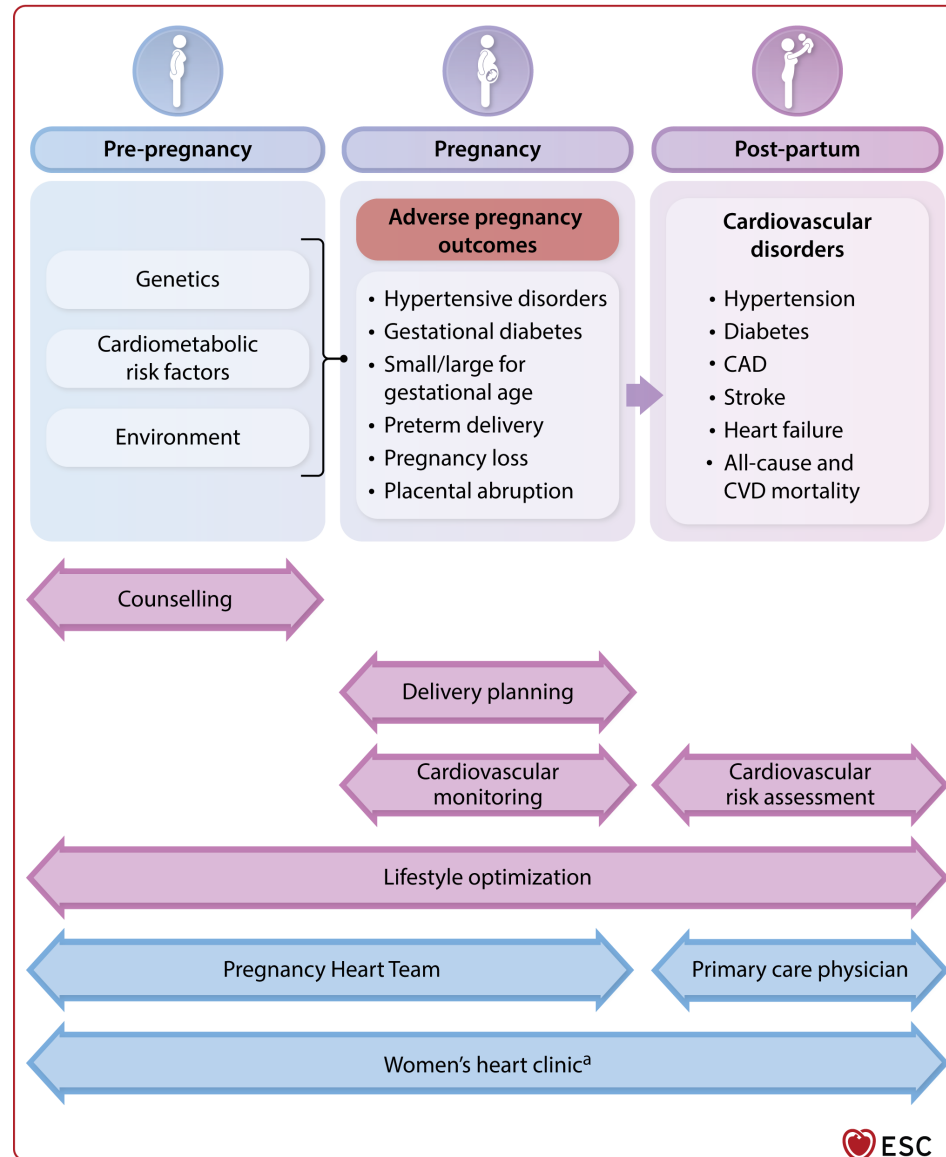 Pre-pregnancy
Pregnancy
Post-partum
Genetics
Cardiometabolic
risk factors
Environment
Adverse pregnancy
outcomes
• Hypertensive disorders
• Gestational diabetes
• Small/large for
gestational age
• Preterm delivery
• Pregnancy loss
• Placental abruption
Cardiovascular
disorders
• Hypertension
• Diabetes
• CAD
• Stroke
• Heart failure
• All-cause and
CVD mortality
Counselling
Delivery planning
Cardiovascular
monitoring
Cardiovascular
risk assessment
Lifestyle optimization
Pregnancy Heart Team
Primary care physician
Women’s heart clinicᵃ
ESC